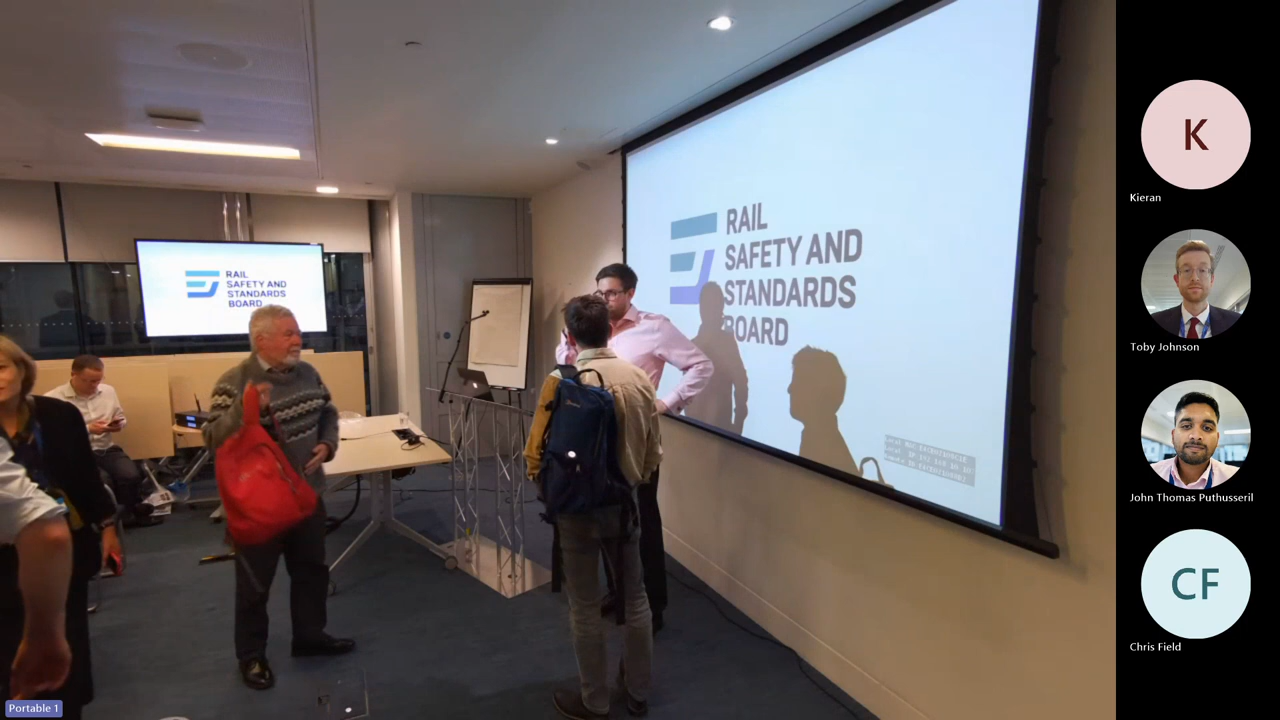 RAIL
SAFETY AND
STANDARDS
BOARD
RAIL
SAFETY AND
STANDARDS
BOARD
K
Kieran
Toby Johnson
John Thomas Puthusseril
CF
Chris Field
Portable 1